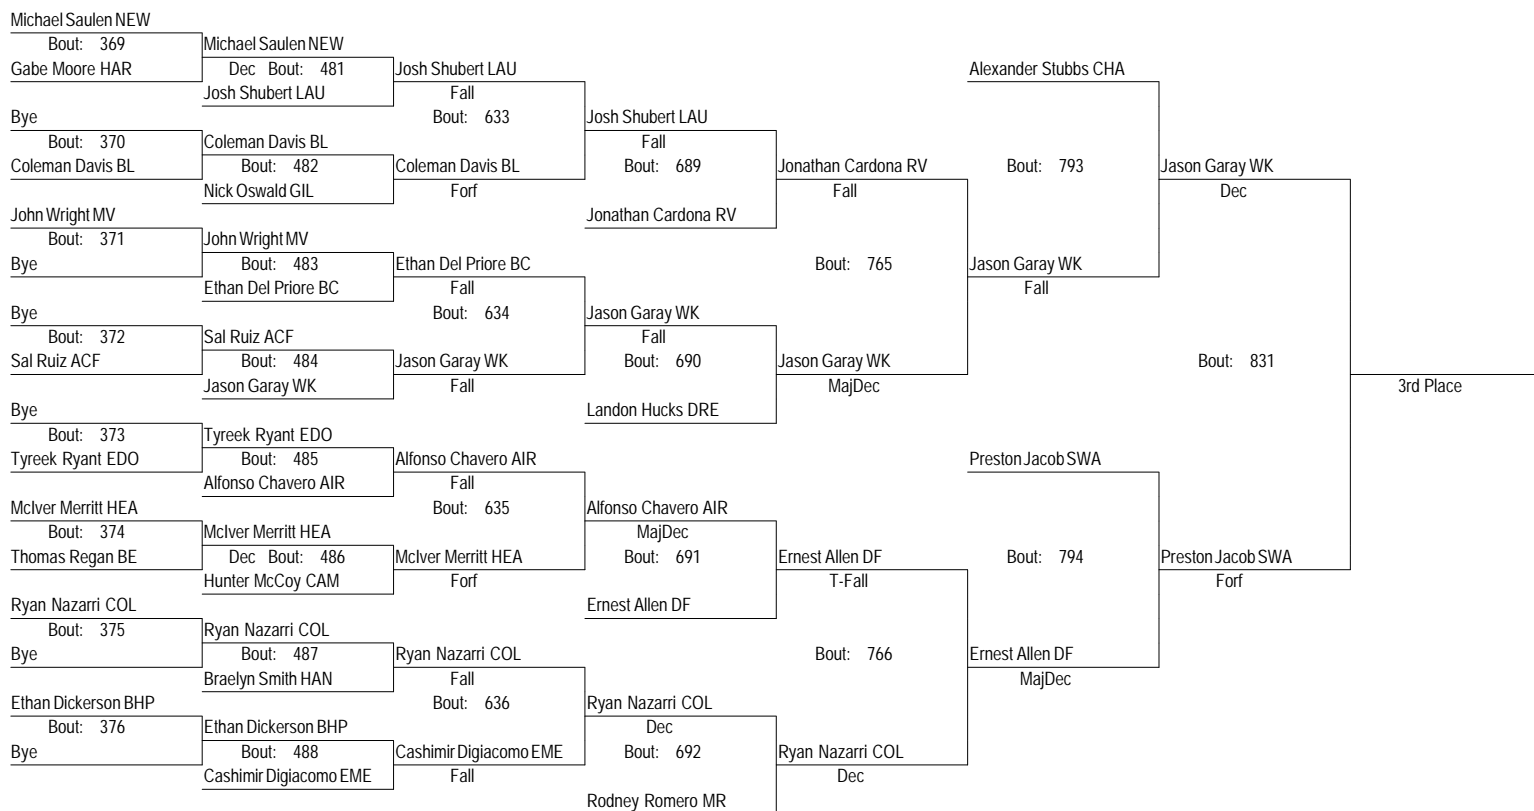 Michael Saulen NEW
Bout: 369
Michael Saulen NEW
Gabe Moore HAR
Dec Bout: 481
Josh Shubert LAU
Alexander Stubbs CHA
Josh Shubert LAU
Fall
Bye
Bout: 633
Josh Shubert LAU
Bout: 370
Coleman Davis BL
Fall
Coleman Davis BL
Bout: 482
Coleman Davis BL
Bout: 689
Jonathan Cardona RV
Bout: 793
Jason Garay WK
Nick Oswald GIL
Forf
Fall
Dec
John Wright MV
Jonathan Cardona RV
Bout: 371
John Wright MV
Bye
Bout: 483
Ethan Del Priore BC
Bout: 765
Jason Garay WK
Ethan Del Priore BC
Fall
Fall
Bye
Bout: 634
Jason Garay WK
Bout: 372
Sal Ruiz ACF
Fall
Sal Ruiz ACF
Bout: 484
Jason Garay WK
Bout: 690
Jason Garay WK
Bout: 831
Jason Garay WK
Fall
MajDec
3rd Place
Bye
Landon Hucks DRE
Bout: 373
Tyreek Ryant EDO
Tyreek Ryant EDO
Bout: 485
Alfonso Chavero AIR
Preston Jacob SWA
Alfonso Chavero AIR
Fall
McIver Merritt HEA
Bout: 635
Alfonso Chavero AIR
Bout: 374
McIver Merritt HEA
MajDec
Thomas Regan BE
Dec Bout: 486
McIver Merritt HEA
Bout: 691
Ernest Allen DF
Bout: 794
Preston Jacob SWA
Hunter McCoy CAM
Forf
T-Fall
Forf
Ryan Nazarri COL
Ernest Allen DF
Bout: 375
Ryan Nazarri COL
Bye
Bout: 487
Ryan Nazarri COL
Bout: 766
Ernest Allen DF
Braelyn Smith HAN
Fall
MajDec
Ethan Dickerson BHP
Bout: 636
Ryan Nazarri COL
Bout: 376
Ethan Dickerson BHP
Dec
Bye
Bout: 488
Cashimir Digiacomo EME
Bout: 692
Ryan Nazarri COL
Cashimir Digiacomo EME
Fall
Dec
Rodney Romero MR